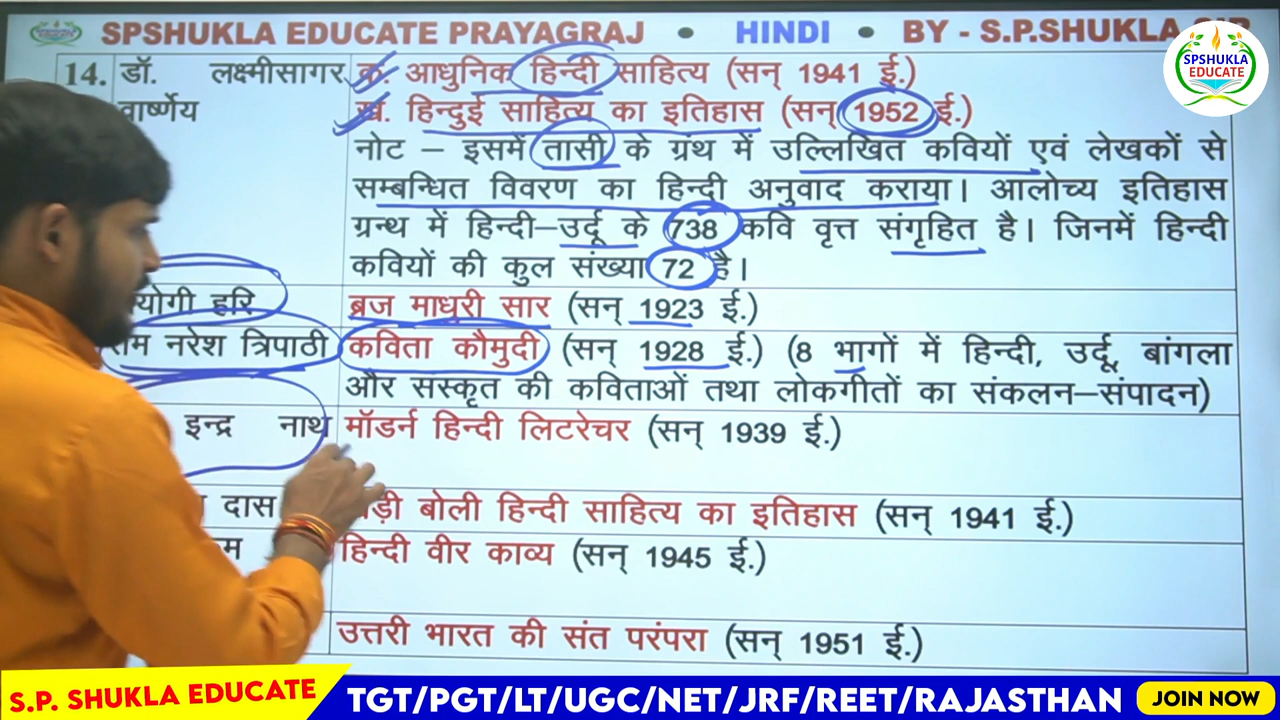 SPSHUKLA EDUCATE PRAYAGRAJ • HINDI • BY - S.P.SHUKLA
SPSHUKLA
EDUCATE
14. डॉ. लक्ष्मीसागर क. आधुनिक हिन्दी साहित्य (सन् 1941 ई.)
वार्ष्णेय ख. हिन्दुई साहित्य का इतिहास (सन् 1952 ई.)
नोट – इसमें तासी के ग्रंथ में उल्लिखित कवियों एवं लेखकों से
सम्बन्धित विवरण का हिन्दी अनुवाद कराया। आलोच्य इतिहास
ग्रन्थ में हिन्दी–उर्दू के 738 कवि वृत्त संगृहित है। जिनमें हिन्दी
कवियों की कुल संख्या 72 है।
योगी हरि ब्रज माधुरी सार (सन् 1923 ई.)
राम नरेश त्रिपाठी कविता कौमुदी (सन् 1928 ई.) (8 भागों में हिन्दी, उर्दू, बांगला
और संस्कृत की कविताओं तथा लोकगीतों का संकलन–संपादन)
इन्द्र नाथ मॉडर्न हिन्दी लिटरेचर (सन् 1939 ई.)
दास बोली हिन्दी साहित्य का इतिहास (सन् 1941 ई.)
हिन्दी वीर काव्य (सन् 1945 ई.)
उत्तरी भारत की संत परंपरा (सन् 1951 ई.)
S.P. SHUKLA EDUCATE TGT/PGT/LT/UGC/NET/JRF/REET/RAJASTHAN JOIN NOW